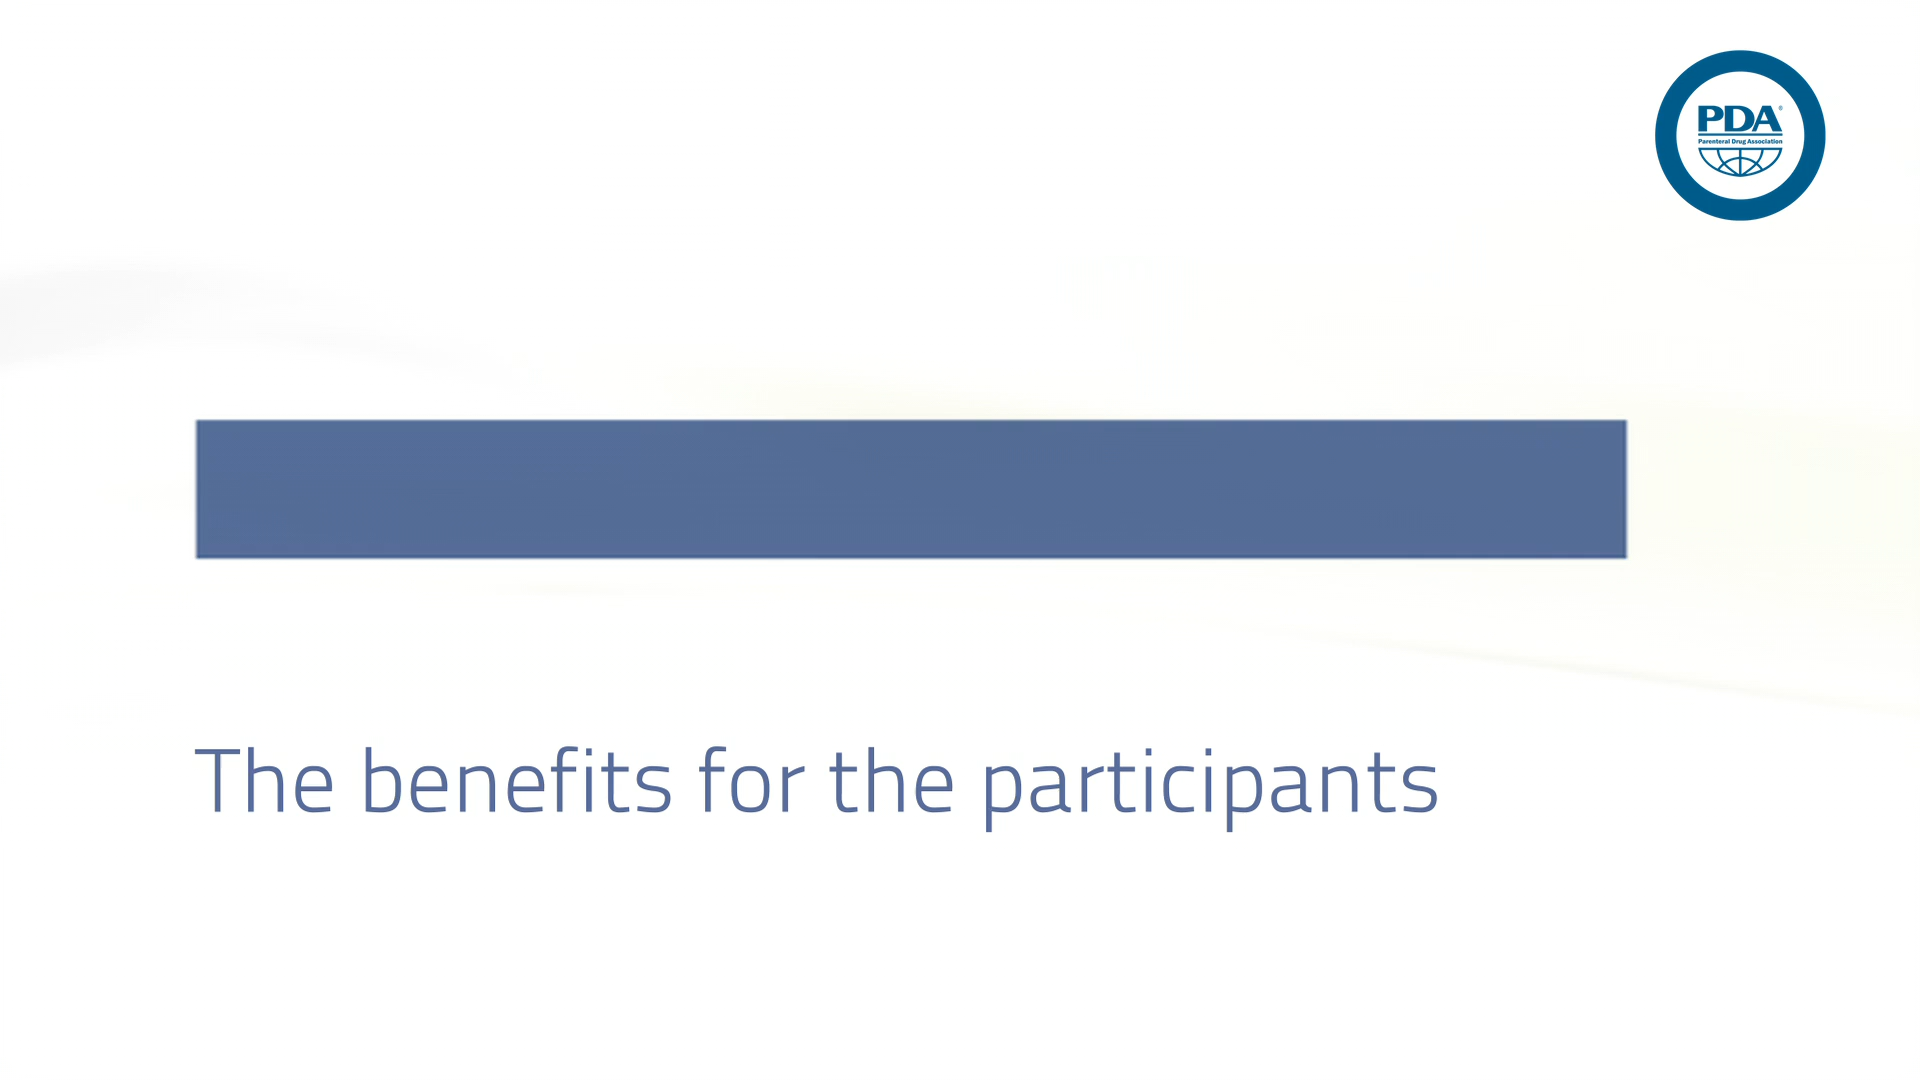 PDA®
Parenteral Drug Association
The benefits for the participants